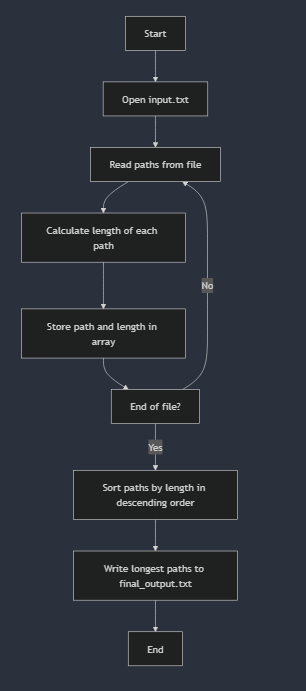 Start
Open input.txt
Read paths from file
Calculate length of each
path
No
Store path and length in
array
End of file?
Yes
Sort paths by length in
descending order
Write longest paths to
final_output.txt
End